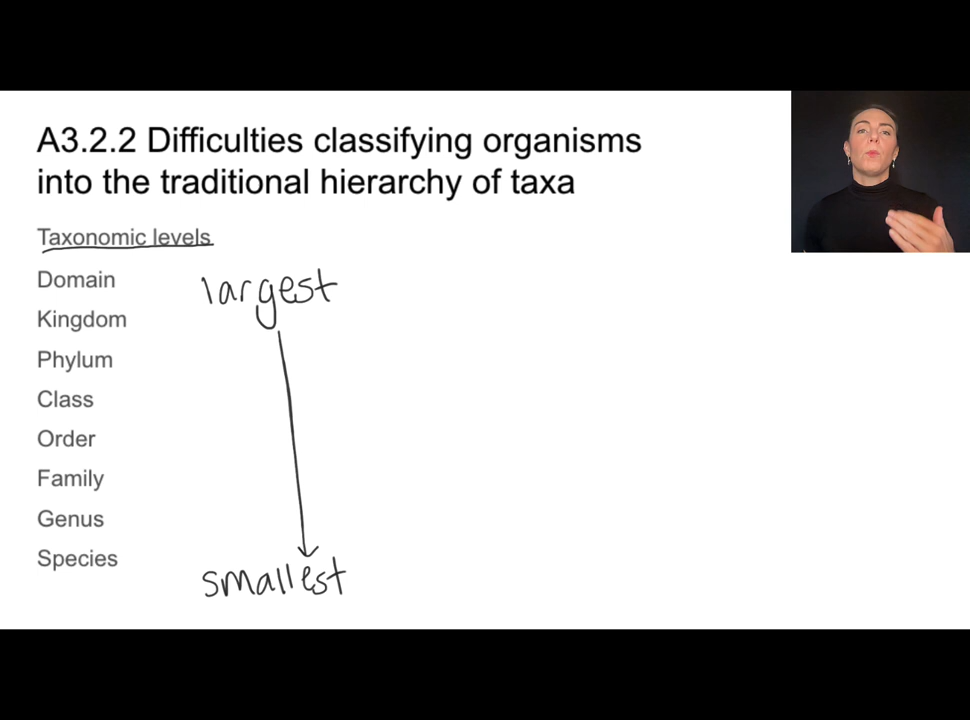 A3.2.2 Difficulties classifying organisms
into the traditional hierarchy of taxa
Taxonomic levels
Domain
largest
Kingdom
Phylum
Class
Order
Family
Genus
Species
smallest